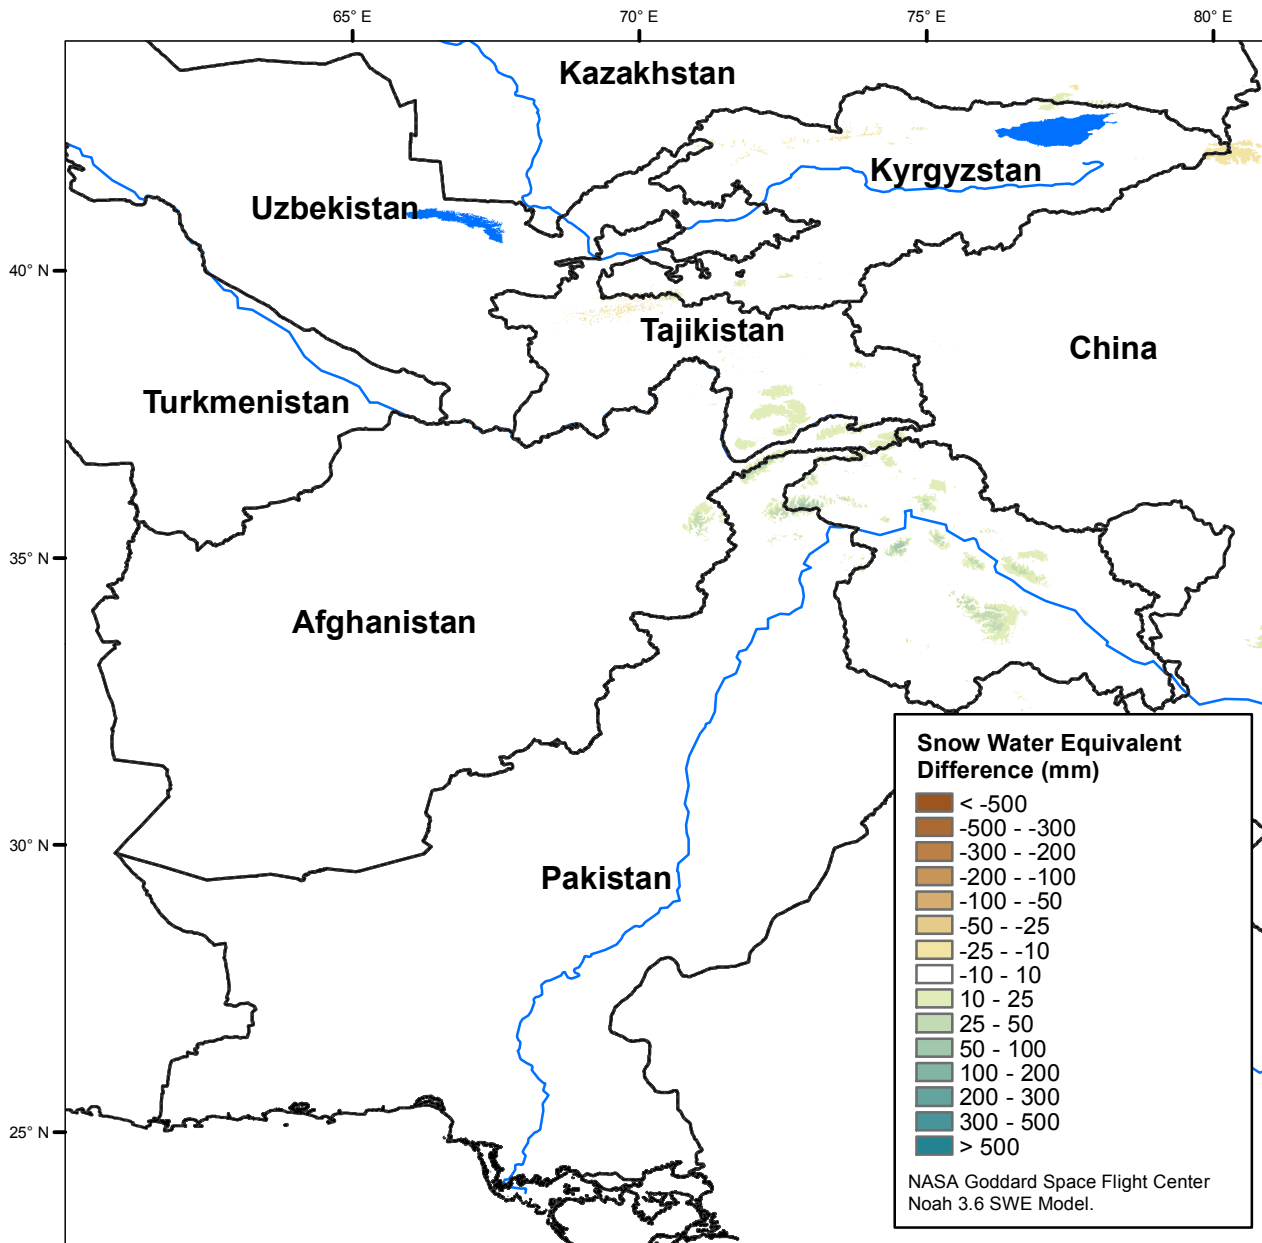 65° E
70° E
75° E
80° E
Kazakhstan
Kyrgyzstan
Uzbekistan
40° N
Tajikistan
China
Turkmenistan
35° N
Afghanistan
30° N
Pakistan
25° N
Snow Water Equivalent
Difference (mm)
< -500
-500 - -300
-300 - -200
-200 - -100
-100 - -50
-50 - -25
-25 - -10
-10 - 10
10 - 25
25 - 50
50 - 100
100 - 200
200 - 300
300 - 500
> 500
NASA Goddard Space Flight Center
Noah 3.6 SWE Model.